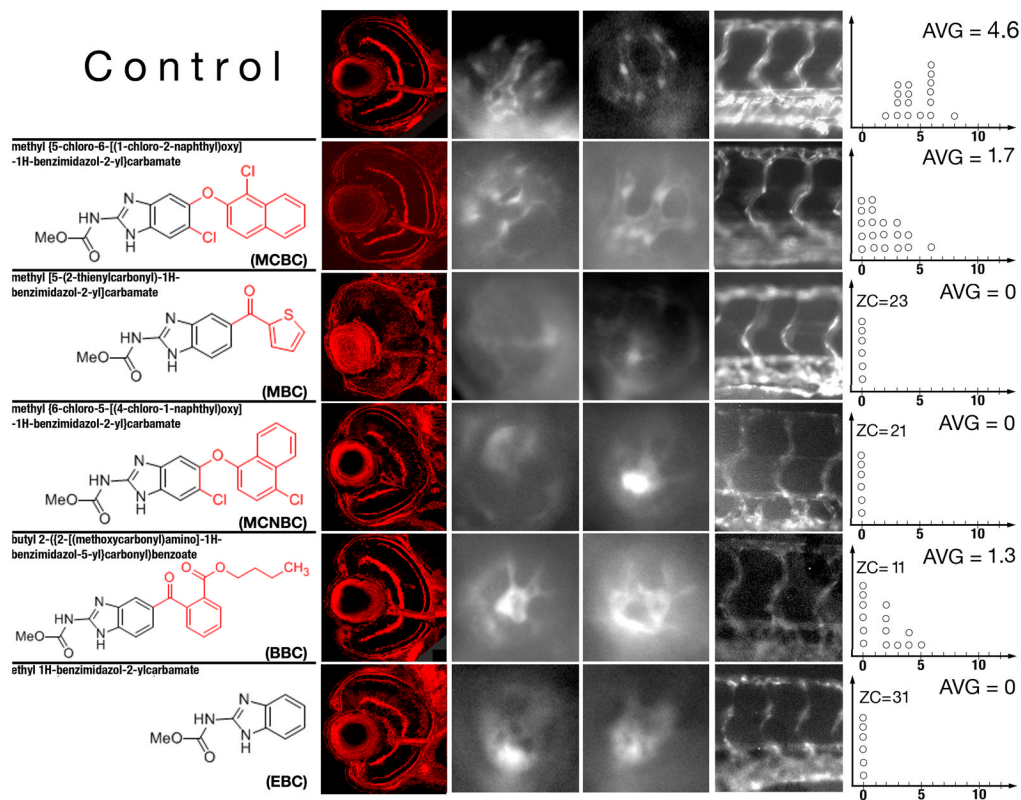 Control
AVG = 4.6
0 5 10
methyl {5-chloro-6-[(1-chloro-2-naphthyl)oxy]
-1H-benzimidazol-2-yl}carbamate
Cl
N
O
NH
Cl
MeO
N
H
O
(MCBC)
AVG = 1.7
0 5 10
methyl [5-(2-thienylcarbonyl)-1H-
benzimidazol-2-yl]carbamate
O
S
N
NH
MeO
N
H
O
(MBC)
AVG = 0
ZC=23
0 5 10
methyl {6-chloro-5-[(4-chloro-1-naphthyl)oxy]
-1H-benzimidazol-2-yl}carbamate
N
O
NH
Cl
Cl
MeO
N
H
O
(MCNBC)
AVG = 0
ZC=21
0 5 10
butyl 2-({2-[(methoxycarbonyl)amino]-1H-
benzimidazol-5-yl}carbonyl)benzoate
O
O
O
CH3
N
NH
MeO
N
H
O
(BBC)
AVG = 1.3
ZC= 11
0 5 10
ethyl 1H-benzimidazol-2-ylcarbamate
N
NH
MeO
N
H
O
(EBC)
AVG = 0
ZC=31
0 5 10